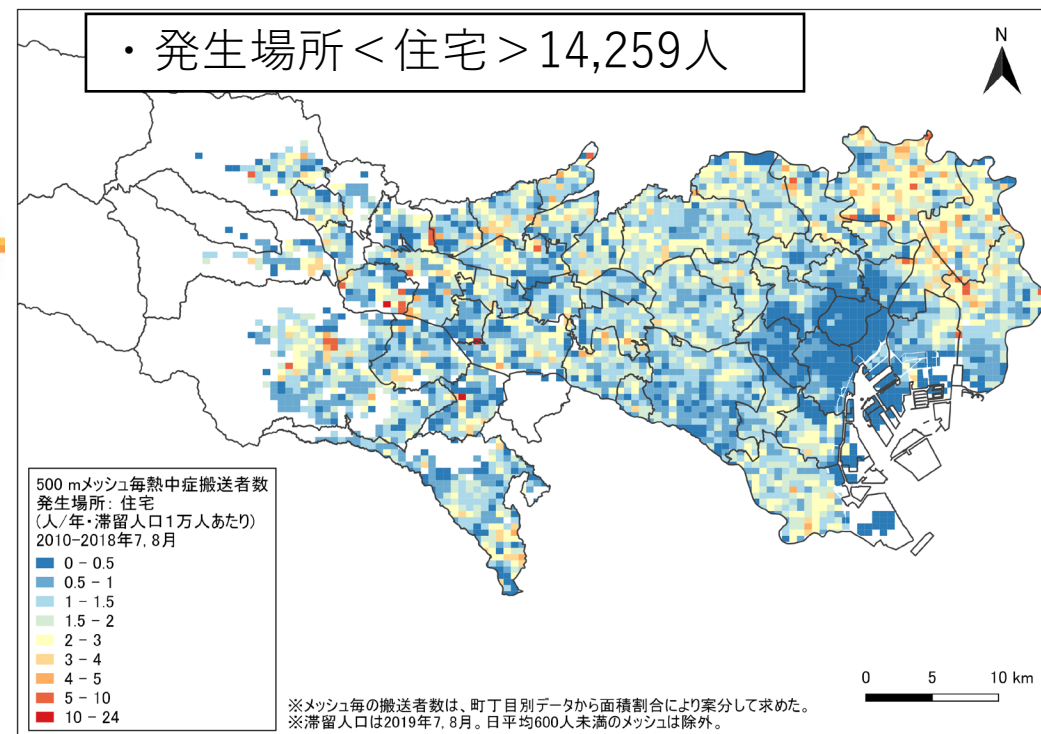 ・発生場所＜住宅＞14,259人
N
500 mメッシュ毎熱中症搬送者数
発生場所: 住宅
(人/年・滞留人口1万人あたり)
2010-2018年7, 8月
0 - 0.5
0.5 - 1
1 - 1.5
1.5 - 2
2 - 3
3 - 4
4 - 5
5 - 10
10 - 24
0 5 10 km
※メッシュ毎の搬送者数は、町丁目別データから面積割合により案分して求めた。
※滞留人口は2019年7, 8月。日平均600人未満のメッシュは除外。